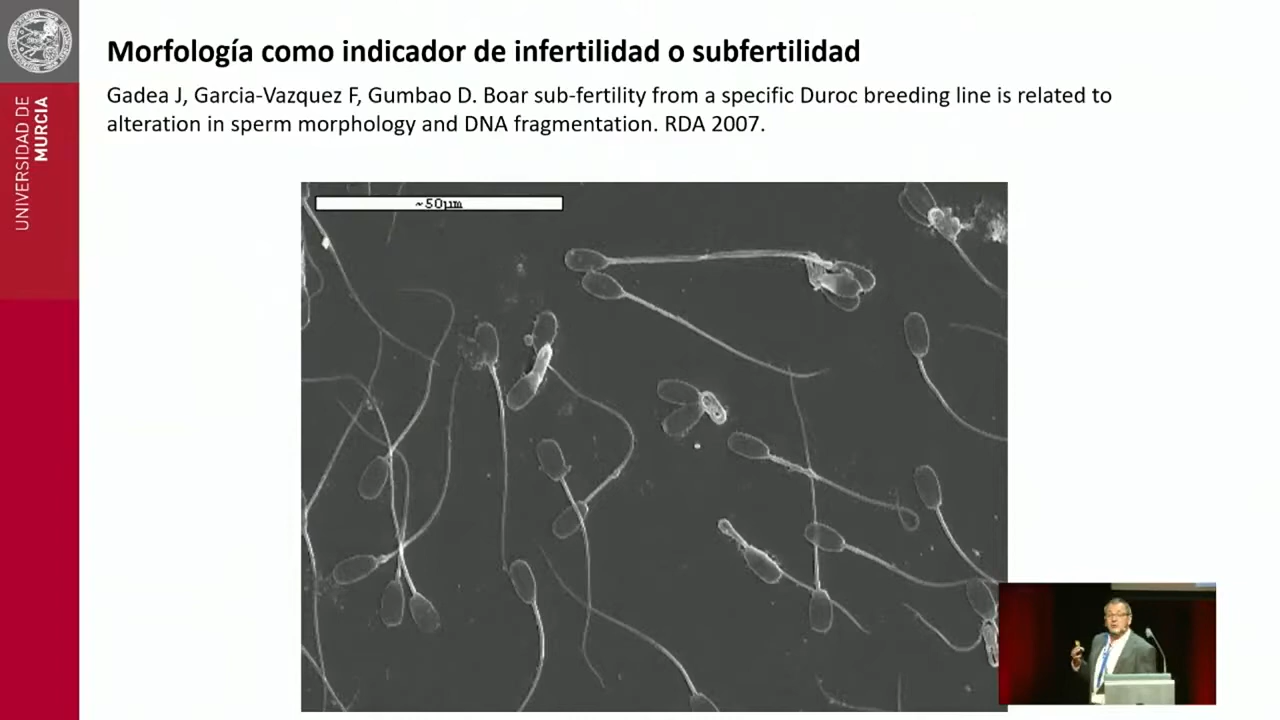 Morfología como indicador de infertilidad o subfertilidad
Gadea J, Garcia-Vazquez F, Gumbao D. Boar sub-fertility from a specific Duroc breeding line is related to
alteration in sperm morphology and DNA fragmentation. RDA 2007.
UNIVERSIDAD DE
MURCIA
~50µm